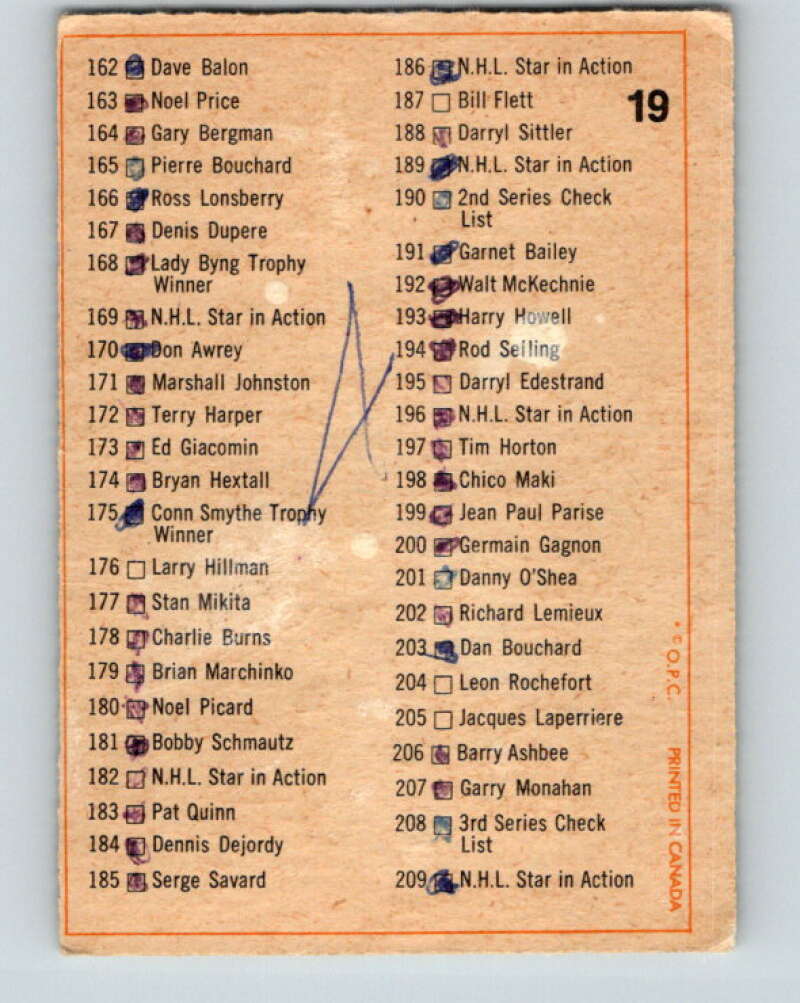 162 Dave Balon
163 Noel Price
164 Gary Bergman
165 Pierre Bouchard
166 Ross Lonsberry
167 Denis Dupere
168 Lady Byng Trophy
Winner
169 N.H.L. Star in Action
170 Don Awrey
171 Marshall Johnston
172 Terry Harper
173 Ed Giacomin
174 Bryan Hextall
175 Conn Smythe Trophy
Winner
176 Larry Hillman
177 Stan Mikita
178 Charlie Burns
179 Brian Marchinko
180 Noel Picard
181 Bobby Schmautz
182 N.H.L. Star in Action
183 Pat Quinn
184 Dennis Dejordy
185 Serge Savard
186 N.H.L. Star in Action
187 Bill Flett
188 Darryl Sittler
189 N.H.L. Star in Action
190 2nd Series Check
List
191 Garnet Bailey
192 Walt McKechnie
193 Harry Howell
194 Rod Seiling
195 Darryl Edestrand
196 N.H.L. Star in Action
197 Tim Horton
198 Chico Maki
199 Jean Paul Parise
200 Germain Gagnon
201 Danny O'Shea
202 Richard Lemieux
203 Dan Bouchard
204 Leon Rochefort
205 Jacques Laperriere
206 Barry Ashbee
207 Garry Monahan
208 3rd Series Check
List
209 N.H.L. Star in Action
19
* © O.P.C. PRINTED IN CANADA